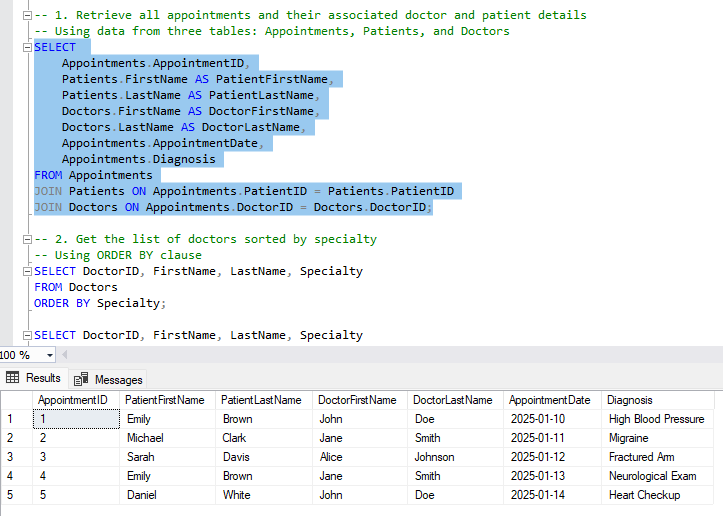 -- 1. Retrieve all appointments and their associated doctor and patient details
-- Using data from three tables: Appointments, Patients, and Doctors
SELECT
Appointments.AppointmentID,
Patients.FirstName AS PatientFirstName,
Patients.LastName AS PatientLastName,
Doctors.FirstName AS DoctorFirstName,
Doctors.LastName AS DoctorLastName,
Appointments.AppointmentDate,
Appointments.Diagnosis
FROM Appointments
JOIN Patients ON Appointments.PatientID = Patients.PatientID
JOIN Doctors ON Appointments.DoctorID = Doctors.DoctorID;
-- 2. Get the list of doctors sorted by specialty
-- Using ORDER BY clause
SELECT DoctorID, FirstName, LastName, Specialty
FROM Doctors
ORDER BY Specialty;
SELECT DoctorID, FirstName, LastName, Specialty
100 %
Results Messages
AppointmentID PatientFirstName PatientLastName DoctorFirstName DoctorLastName AppointmentDate Diagnosis
1 1 Emily Brown John Doe 2025-01-10 High Blood Pressure
2 2 Michael Clark Jane Smith 2025-01-11 Migraine
3 3 Sarah Davis Alice Johnson 2025-01-12 Fractured Arm
4 4 Emily Brown Jane Smith 2025-01-13 Neurological Exam
5 5 Daniel White John Doe 2025-01-14 Heart Checkup